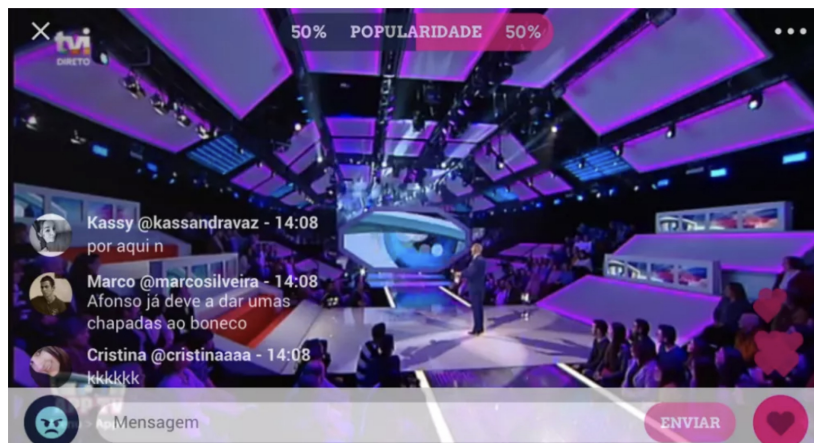 50% POPULARIDADE 50%
tvi
DIRETO
Kassy @kassandravaz - 14:08
por aqui n
Marco @marcosilveira - 14:08
Afonso já deve a dar umas
chapadas ao boneco
Cristina @cristinaaaa - 14:08
kkkkkk
Mensagem
ENVIAR